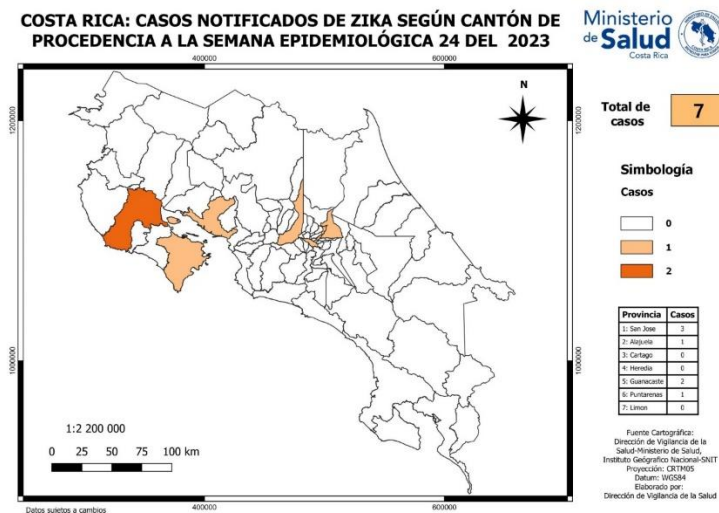 COSTA RICA: CASOS NOTIFICADOS DE ZIKA SEGÚN CANTÓN DE
PROCEDENCIA A LA SEMANA EPIDEMIOLÓGICA 24 DEL 2023
Ministerio
de Salud
Costa Rica
400000
600000
N
1200000
1200000
Total de
casos
7
Simbología
Casos
0
1
2
Provincia Casos
1: San Jose 3
2: Alajuela 1
3: Cartago 0
4: Heredia 0
5: Guanacaste 2
6: Puntarenas 1
7: Limon 0
1000000
1000000
1:2 200 000
0 25 50 75 100 km
Fuente Cartográfica:
Dirección de Vigilancia de la
Salud-Ministerio de Salud,
Instituto Geógrafico Nacional-SNIT
Proyección: CRTM05
Datum: WGS84
Elaborado por:
Dirección de Vigilancia de la Salud
400000
600000
Datos sujetos a cambios